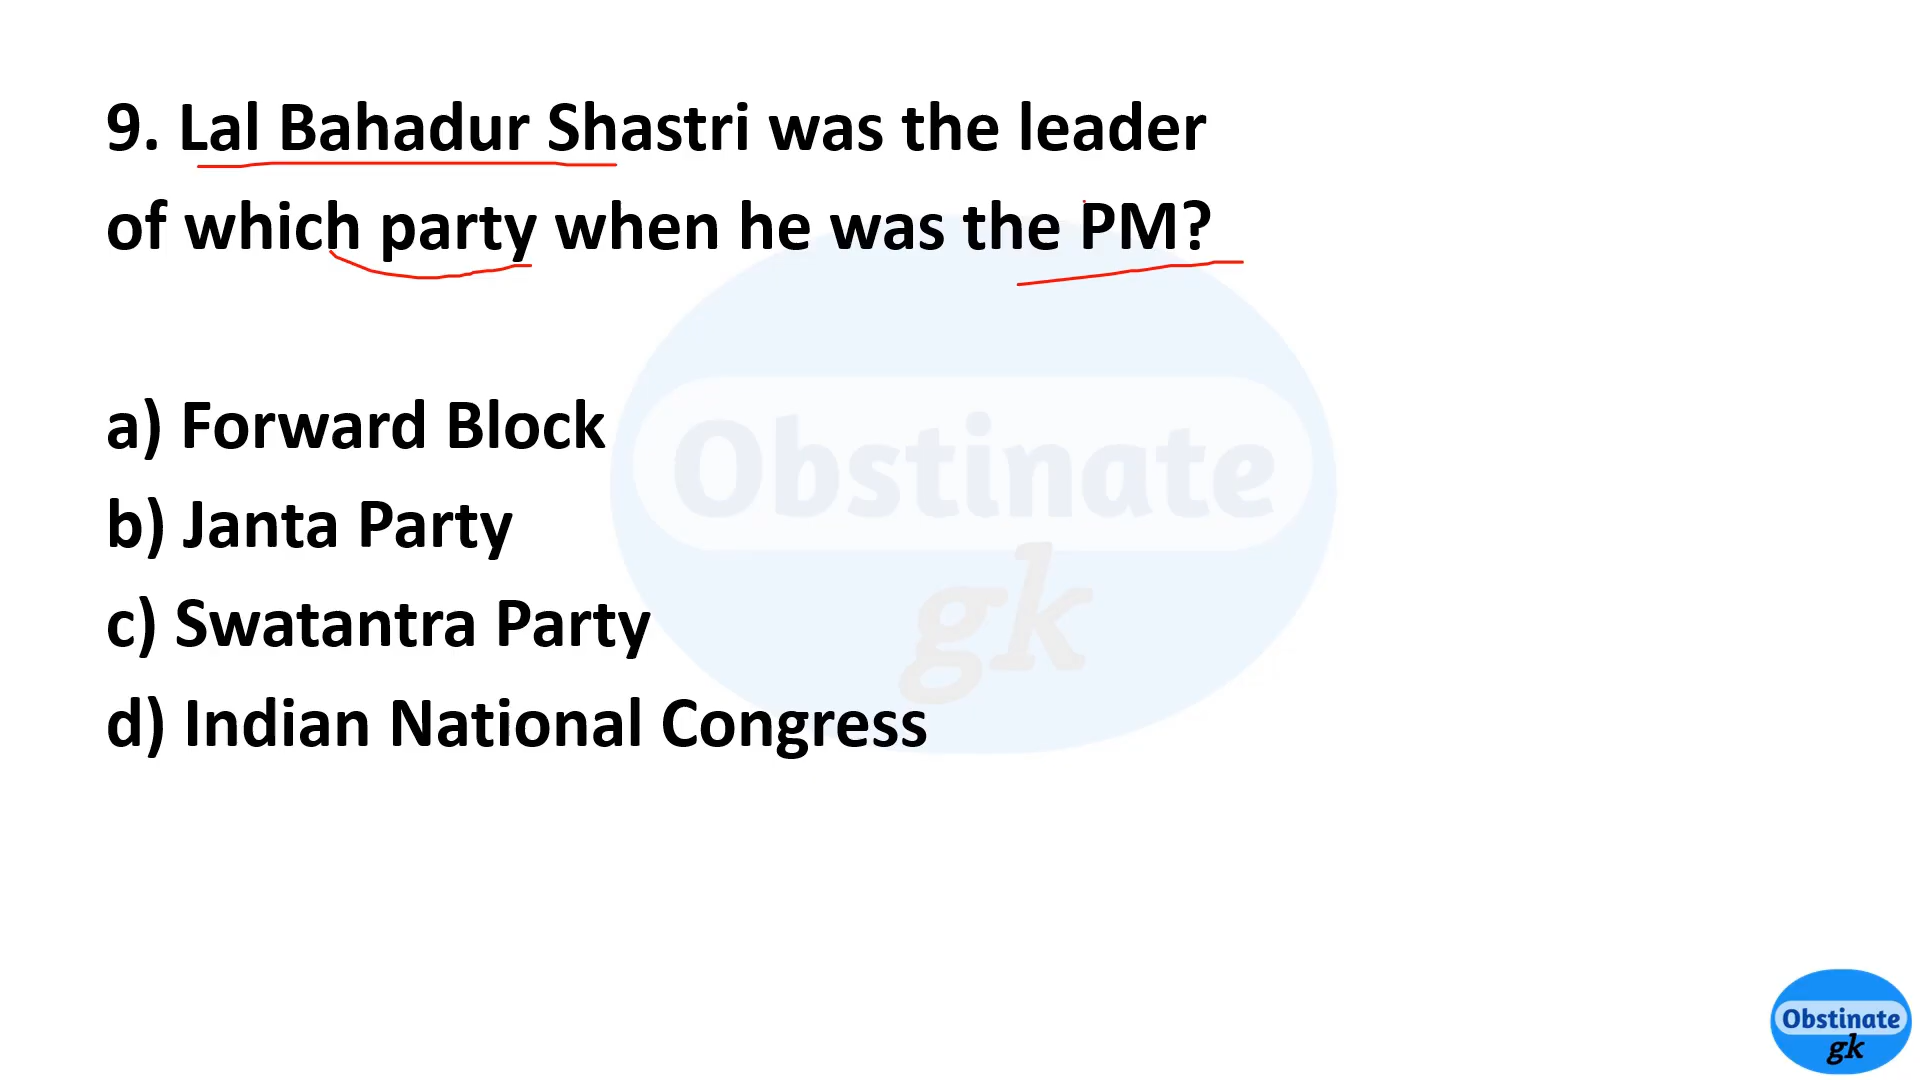 9. Lal Bahadur Shastri was the leader
of which party when he was the PM?
a) Forward Block
b) Janta Party
c) Swatantra Party
d) Indian National Congress
Obstinate
gk
Obstinate
gk